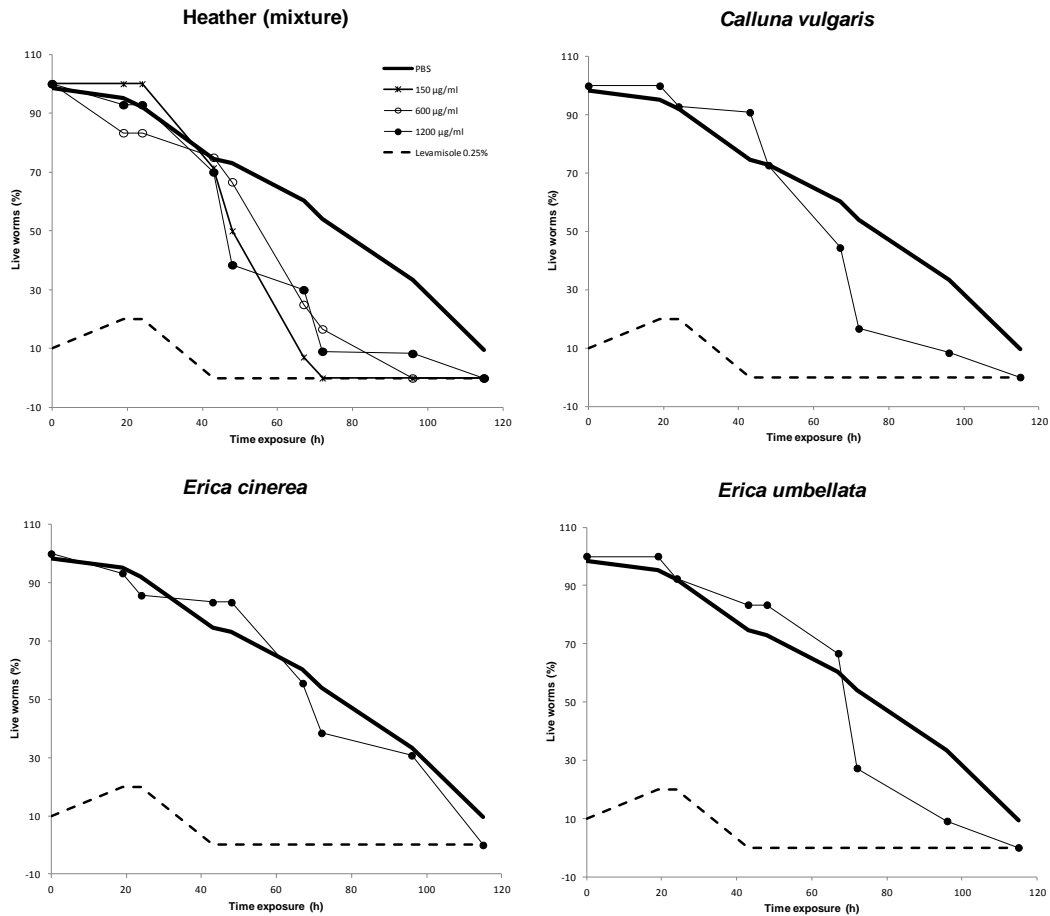 Heather (mixture)
110
90
70
50
30
10
-10
Live worms (%)
0 20 40 60 80 100 120
Time exposure (h)
PBS
150 µg/ml
600 µg/ml
1200 µg/ml
Levamisole 0.25%
Calluna vulgaris
110
90
70
50
30
10
-10
Live worms (%)
0 20 40 60 80 100 120
Time exposure (h)
Erica cinerea
110
90
70
50
30
10
-10
Live worms (%)
0 20 40 60 80 100 120
Time exposure (h)
Erica umbellata
110
90
70
50
30
10
-10
Live worms (%)
0 20 40 60 80 100 120
Time exposure (h)